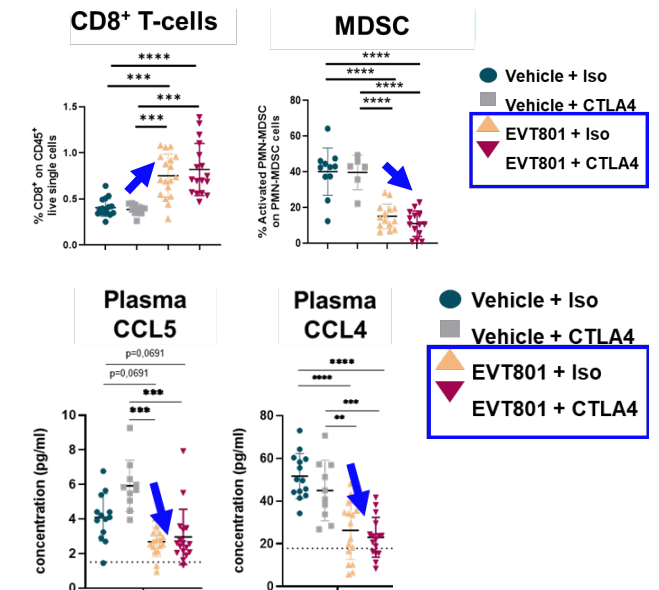 CD8⁺ T-cells
****
***
***
***
% CD8⁺ on CD45⁺
live single cells
1.5
1.0
0.5
0.0
MDSC
****
****
****
****
% Activated PMN-MDSC
on PMN-MDSC cells
80
60
40
20
0
Vehicle + Iso
Vehicle + CTLA4
EVT801 + Iso
EVT801 + CTLA4
Plasma
CCL5
p=0,0691
p=0,0691
***
***
concentration (pg/ml)
10
8
6
4
2
0
Plasma
CCL4
****
****
***
**
concentration (pg/ml)
80
60
40
20
0
Vehicle + Iso
Vehicle + CTLA4
EVT801 + Iso
EVT801 + CTLA4